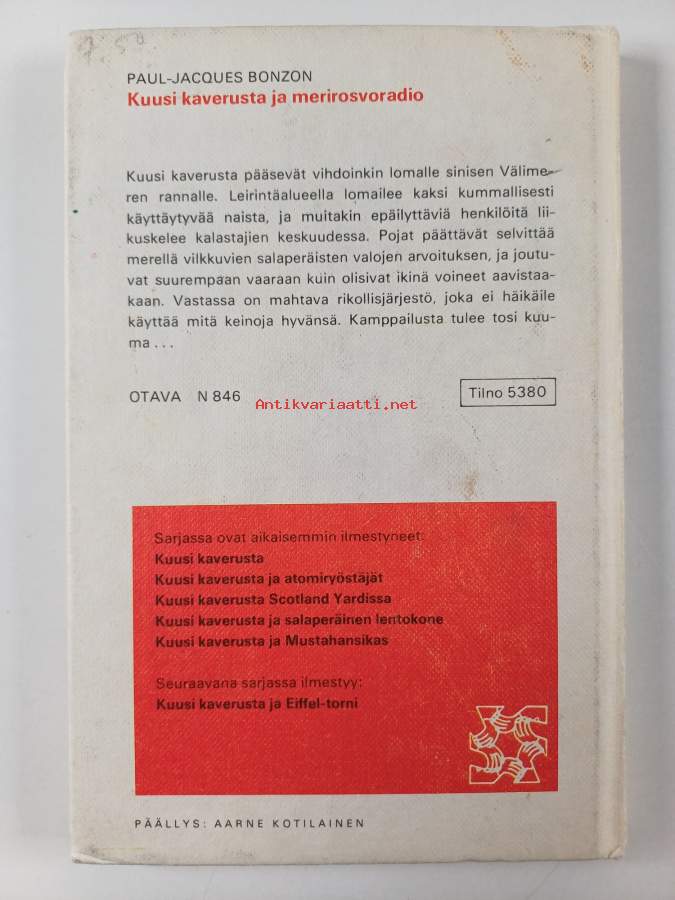 7.50
PAUL-JACQUES BONZON
Kuusi kaverusta ja merirosvoradio
Kuusi kaverusta pääsevät vihdoinkin lomalle sinisen Välime-
ren rannalle. Leirintäalueella lomailee kaksi kummallisesti
käyttäytyvää naista, ja muitakin epäilyttäviä henkilöitä lii-
kuskelee kalastajien keskuudessa. Pojat päättävät selvittää
merellä vilkkuvien salaperäisten valojen arvoituksen, ja joutu-
vat suurempaan vaaraan kuin olisivat ikinä voineet aavistaa-
kaan. Vastassa on mahtava rikollisjärjestö, joka ei häikäile
käyttää mitä keinoja hyvänsä. Kamppailusta tulee tosi kuu-
ma ...
OTAVA N 846
Tilno 5380
Antikvariaatti.net
Sarjassa ovat aikaisemmin ilmestyneet:
Kuusi kaverusta
Kuusi kaverusta ja atomiryöstäjät
Kuusi kaverusta Scotland Yardissa
Kuusi kaverusta ja salaperäinen lentokone
Kuusi kaverusta ja Mustahansikas
Seuraavana sarjassa ilmestyy:
Kuusi kaverusta ja Eiffel-torni
PÄÄLLYS: AARNE KOTILAINEN